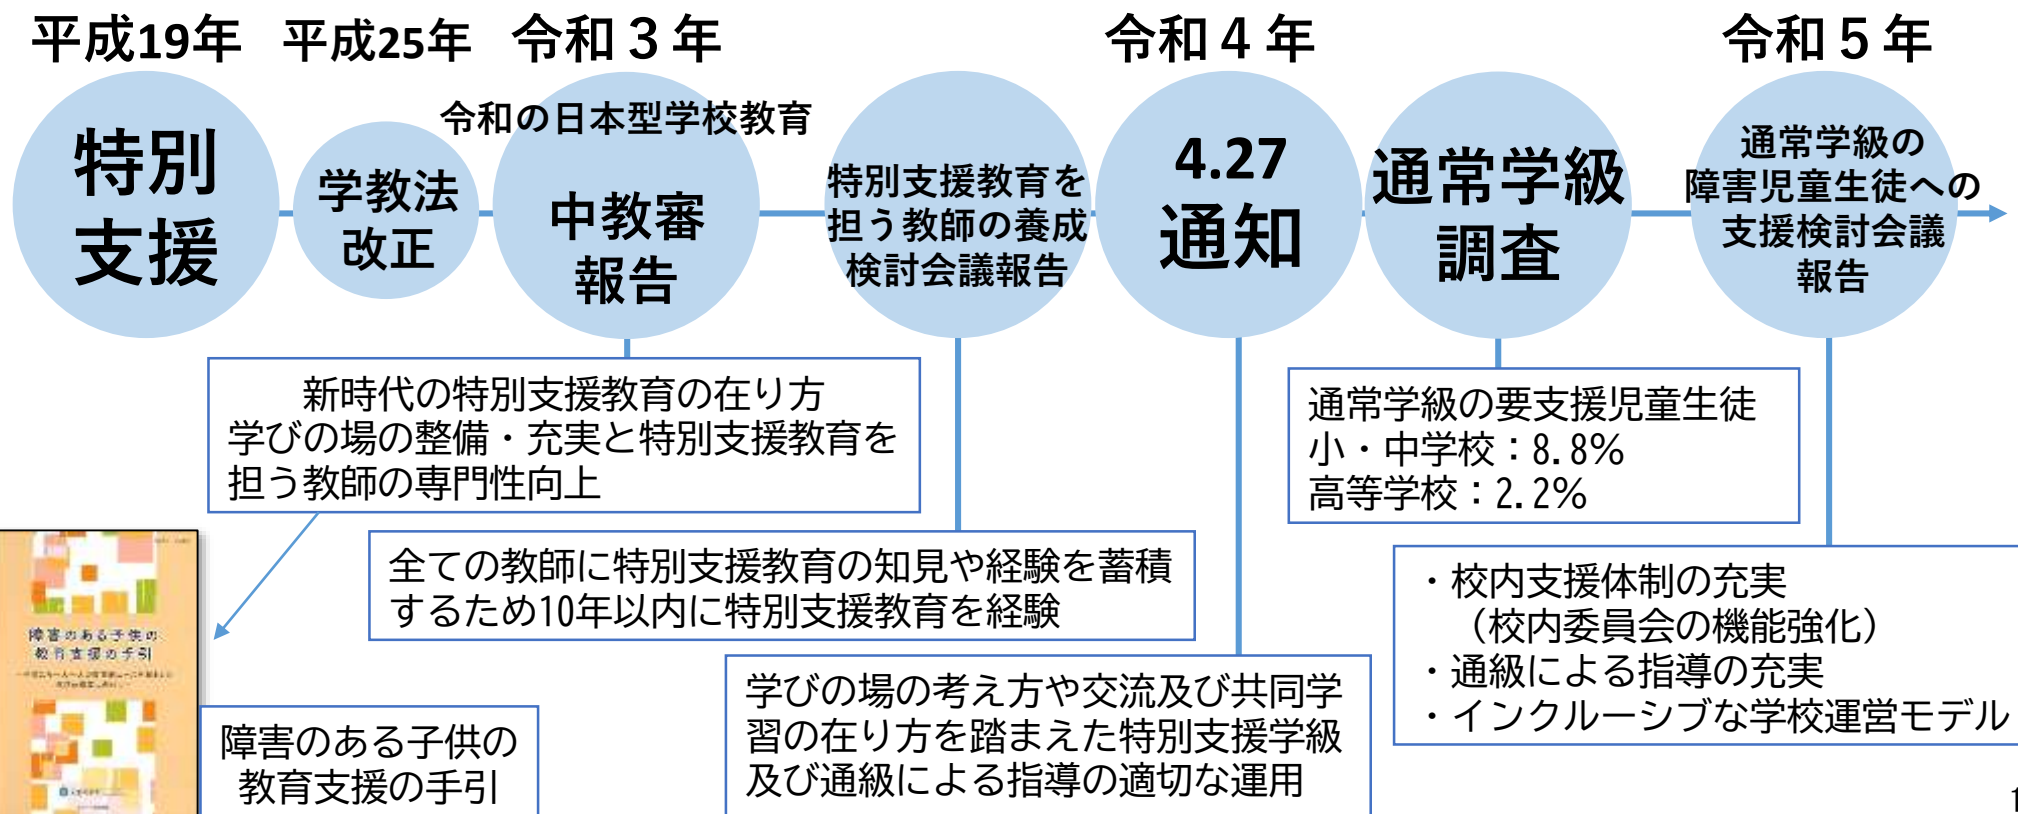 平成19年
平成25年
令和３年
令和４年
令和５年
特別
支援
学教法
改正
令和の日本型学校教育
中教審
報告
特別支援教育を
担う教師の養成
検討会議報告
4.27
通知
通常学級
調査
通常学級の
障害児童生徒への
支援検討会議
報告
新時代の特別支援教育の在り方
学びの場の整備・充実と特別支援教育を
担う教師の専門性向上
通常学級の要支援児童生徒
小・中学校：8.8%
高等学校：2.2%
全ての教師に特別支援教育の知見や経験を蓄積
するため10年以内に特別支援教育を経験
・校内支援体制の充実
（校内委員会の機能強化）
・通級による指導の充実
・インクルーシブな学校運営モデル
障害のある子供の
教育支援の手引
学びの場の考え方や交流及び共同学
習の在り方を踏まえた特別支援学級
及び通級による指導の適切な運用
障害のある子供の
教育支援の手引
1